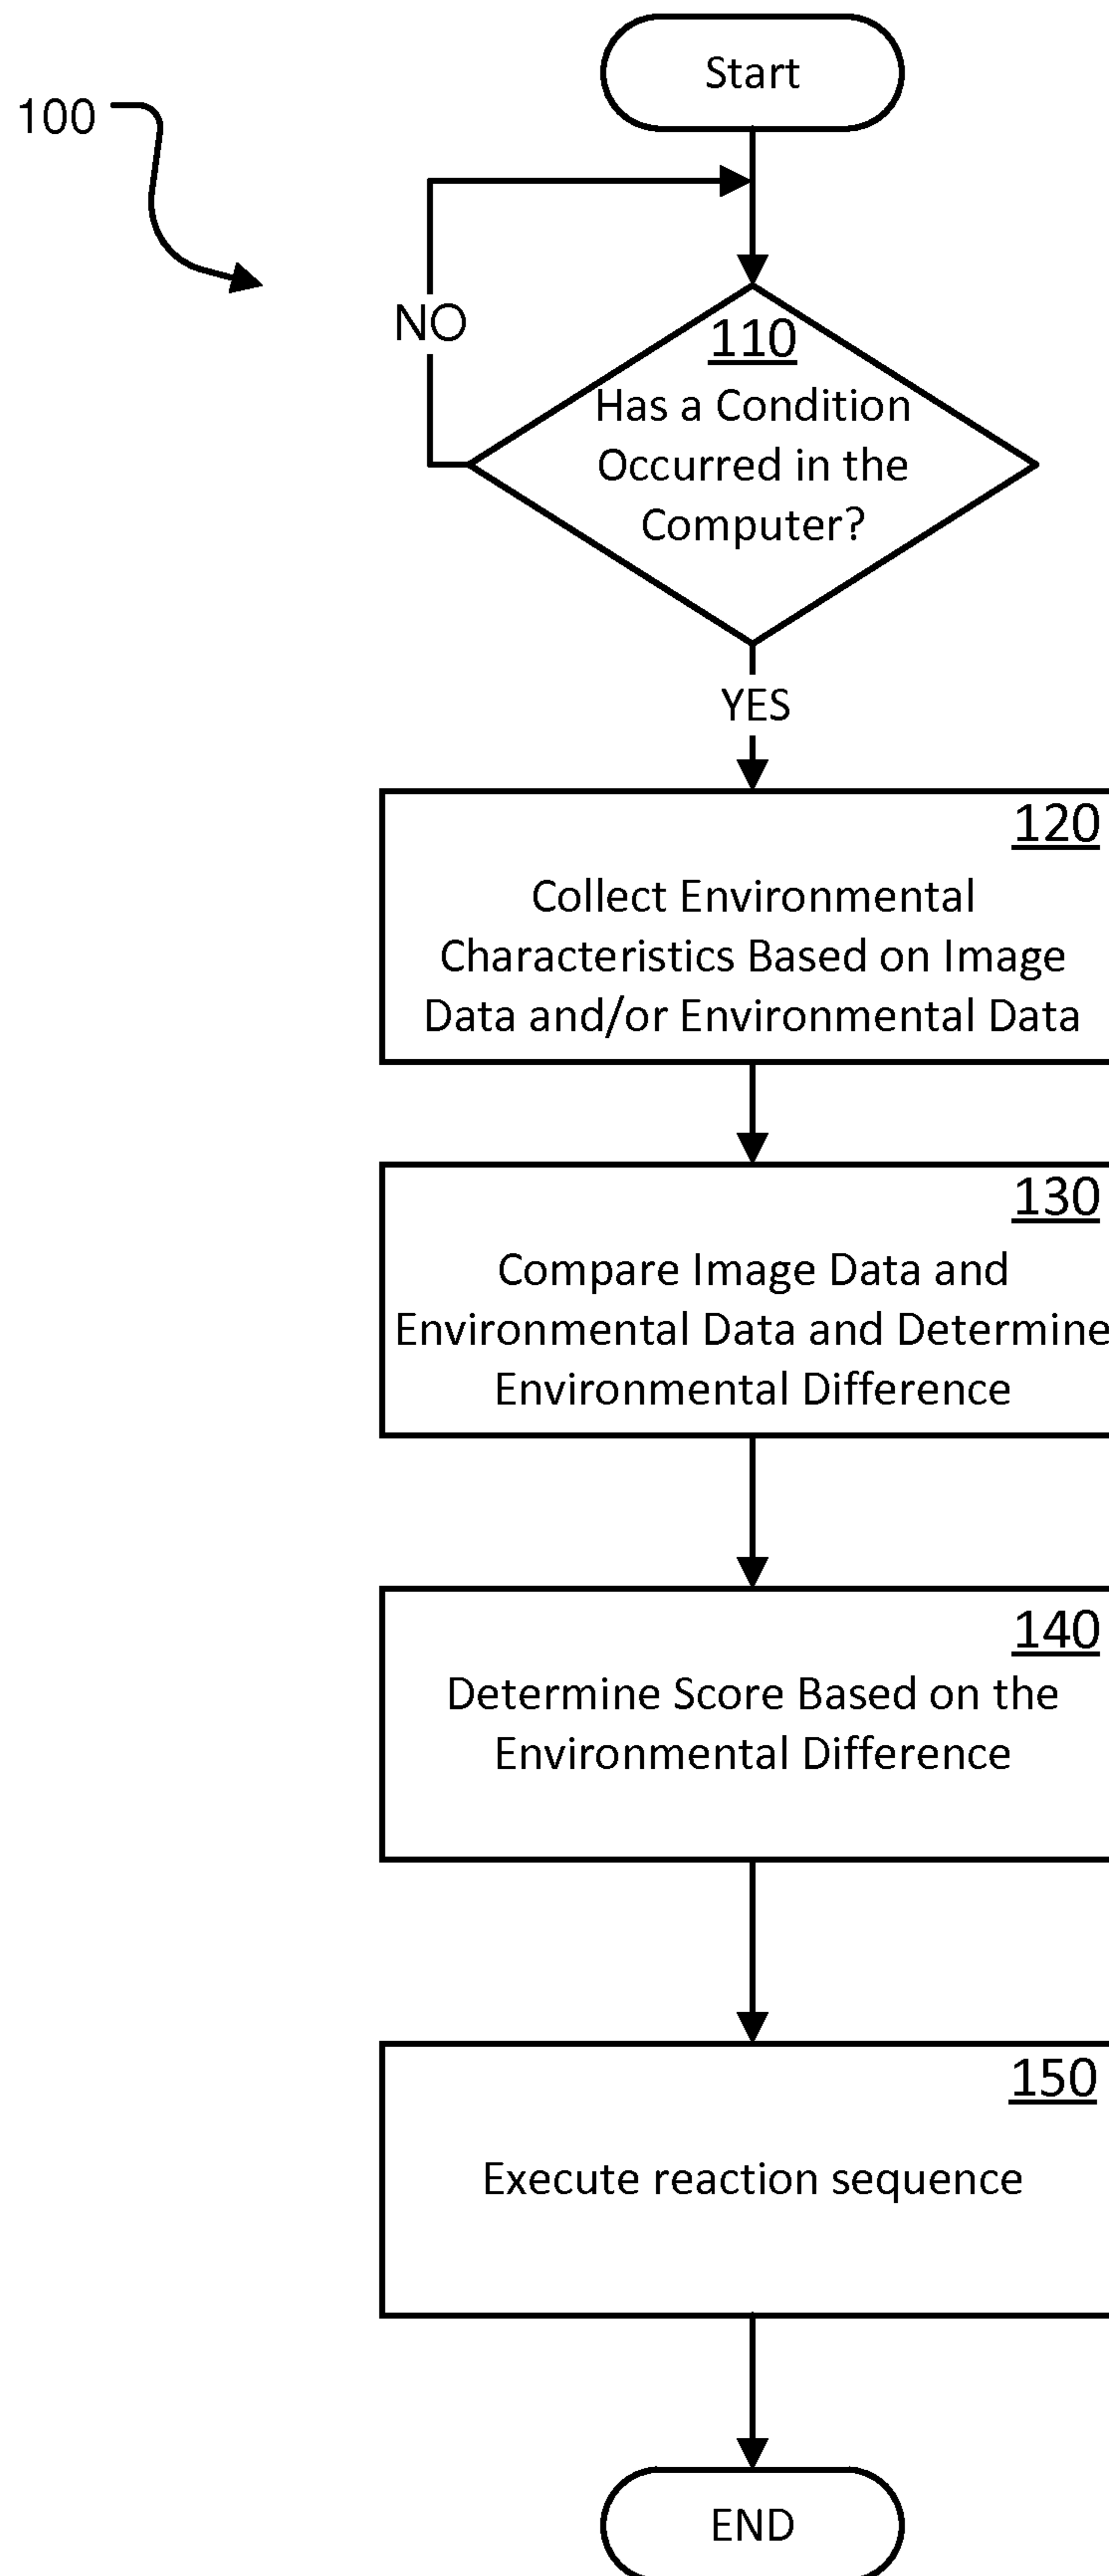 Start
100
NO
110
Has a Condition
Occurred in the
Computer?
YES
120
Collect Environmental
Characteristics Based on Image
Data and/or Environmental Data
130
Compare Image Data and
Environmental Data and Determine
Environmental Difference
140
Determine Score Based on the
Environmental Difference
150
Execute reaction sequence
END